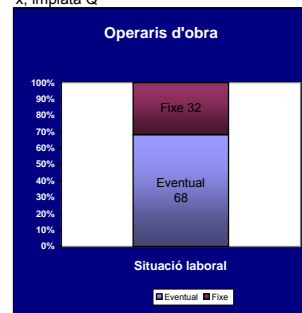 x, implatà Q
Operaris d'obra
100%
90%
80%
70%
60%
50%
40%
30%
20%
10%
0%
Fixe 32
Eventual
68
Situació laboral
Eventual Fixe